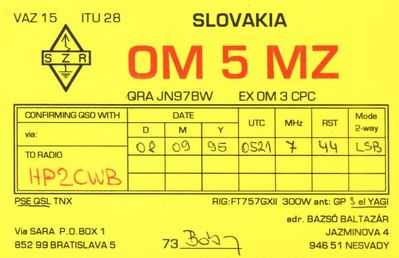 VAZ 15 ITU 28 SLOVAKIA
S Z R
OM 5 MZ
QRA JN97BW EX OM 3 CPC
CONFIRMING QSO WITH DATE UTC MHz RST Mode 2-way
via: D M Y
TO RADIO 09 95 0521 7 44 LSB
HP2CWB
PSE QSL TNX RIG: FT757GXII 300W ant: GP 3 el YAGI
adr. BAZSÓ BALTAZÁR
Via SARA P.O.BOX 1 JAZMINOVA 4
852 99 BRATISLAVA 5 73 Boby 946 51 NESVADY